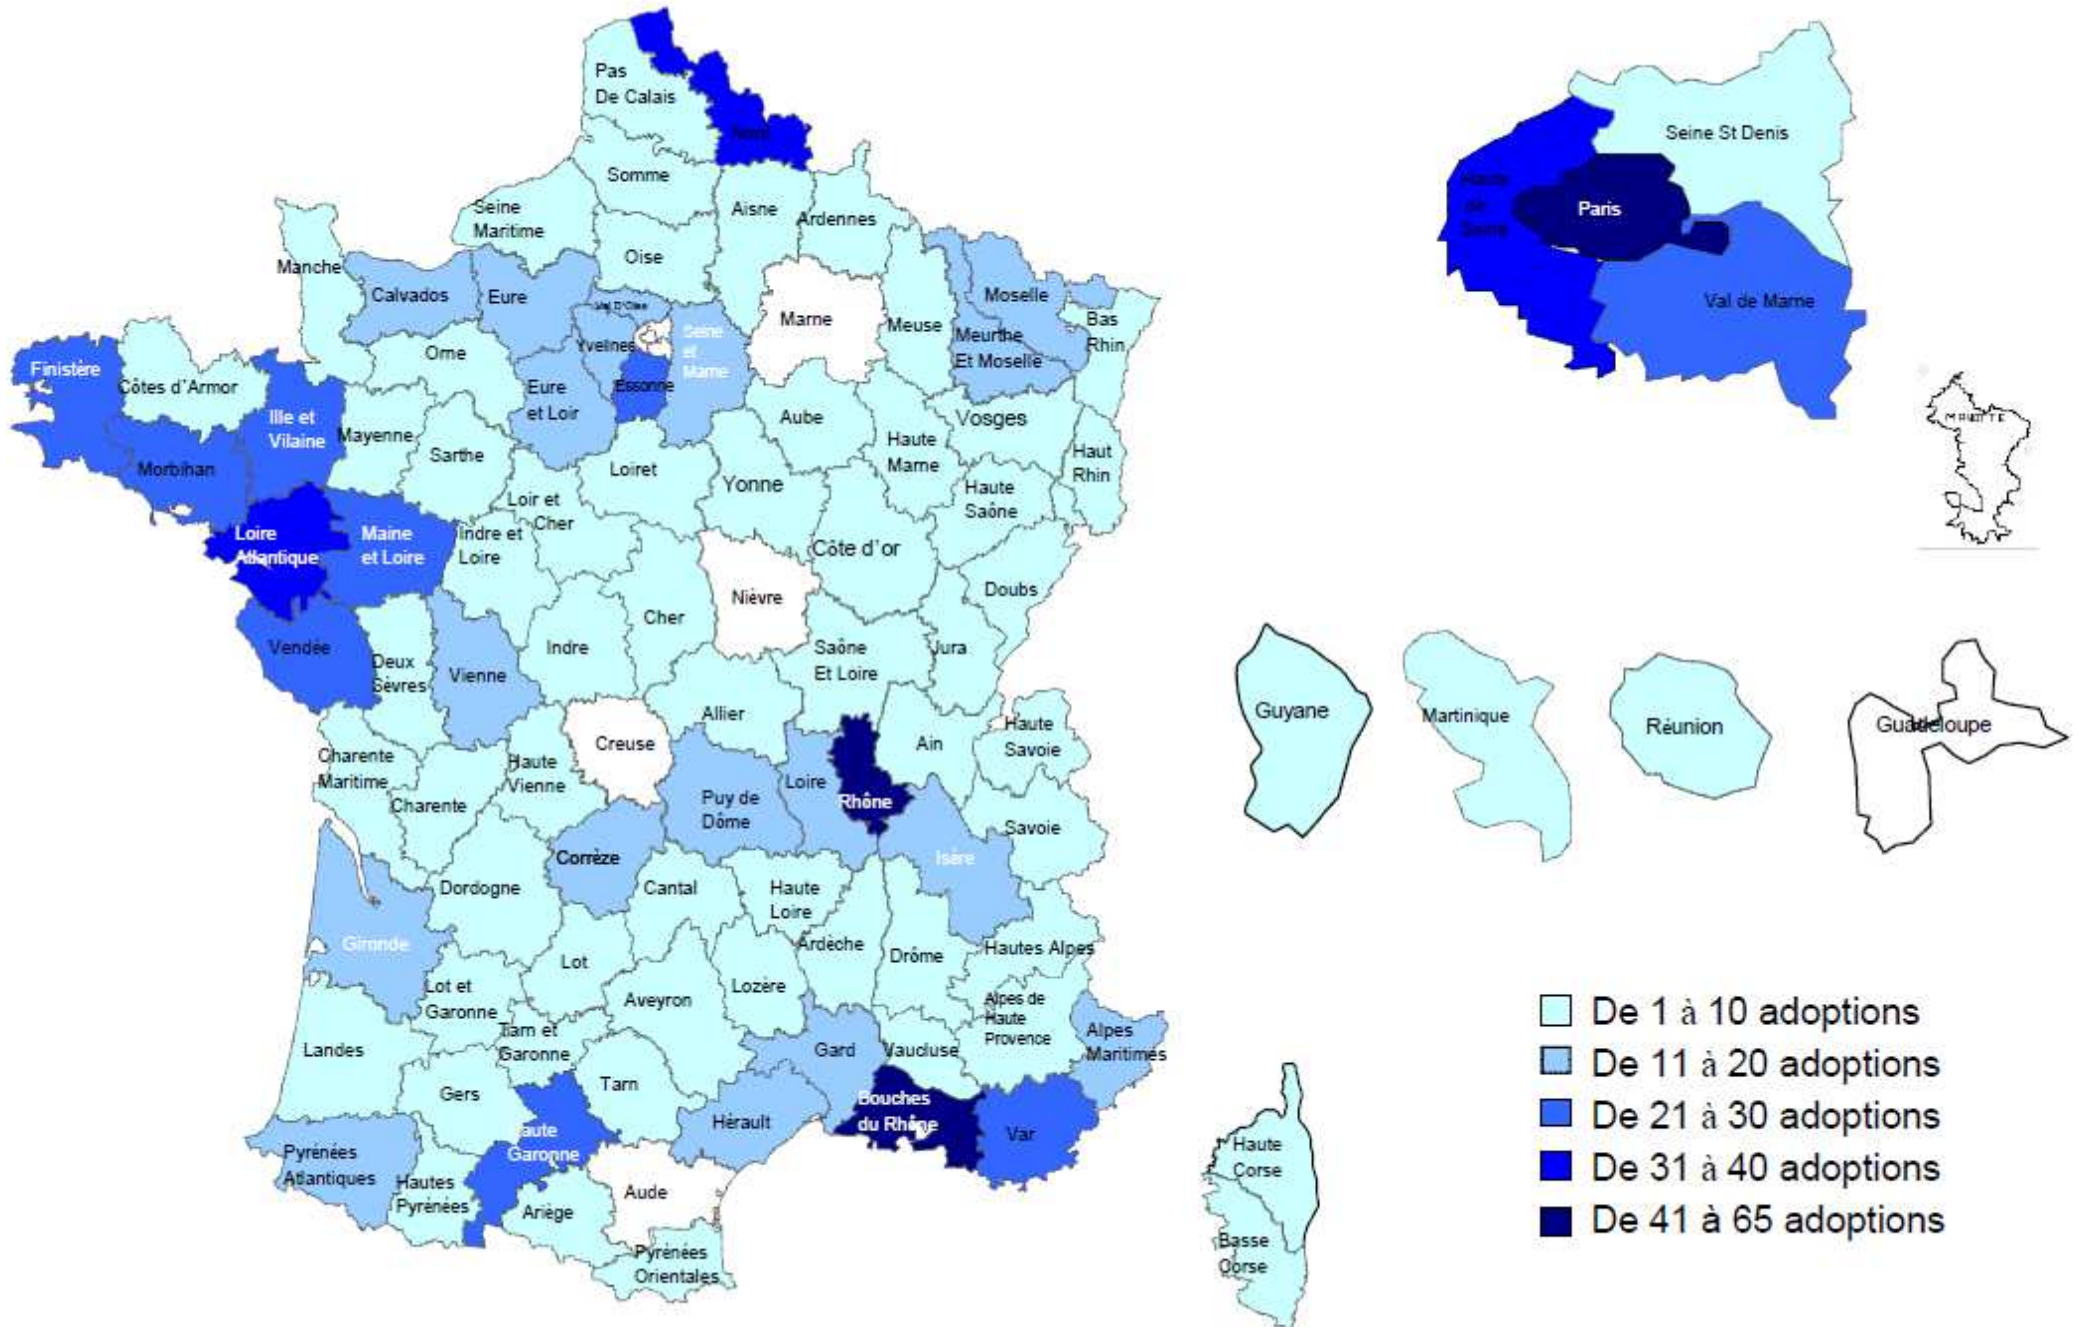 Pas
De Calais
Nord
Somme
Seine
Maritime
Aisne
Ardennes
Oise
Manche
Calvados
Eure
Val D'Oise
Moselle
Marne
Meuse
Bas
Rhin
Seine
et
Marne
Meurthe
Et Moselle
Yvelines
Orne
Finistère
Côtes d'Armor
Essonne
Eure
et Loir
Ille et
Vilaine
Mayenne
Aube
Vosges
Haute
Marne
Sarthe
Haut
Rhin
Morbihan
Loiret
Yonne
Haute
Saône
Loir et
Cher
Loire
Atlantique
Maine
et Loire
Indre et
Loire
Côte d'or
Doubs
Nièvre
Cher
Vendée
Deux
Sèvres
Vienne
Indre
Saône
Et Loire
Jura
Allier
Creuse
Ain
Haute
Savoie
Charente
Maritime
Haute
Vienne
Loire
Rhône
Puy de
Dôme
Charente
Savoie
Corrèze
Isère
Dordogne
Cantal
Haute
Loire
Gironde
Ardèche
Drôme
Hautes Alpes
Lot
Lot et
Garonne
Aveyron
Lozère
Alpes de
Haute
Provence
Tarn et
Garonne
Landes
Gard
Vaucluse
Alpes
Maritimes
Gers
Tarn
Bouches
du Rhône
Hérault
Var
Haute
Garonne
Pyrénées
Atlantiques
Hautes
Pyrénées
Aude
Ariège
Pyrénées
Orientales
Seine St Denis
Haute
de
Seine
Paris
Val de Marne
MAYOTTE
Guyane
Martinique
Réunion
Guadeloupe
Haute
Corse
Basse
Corse
De 1 à 10 adoptions
De 11 à 20 adoptions
De 21 à 30 adoptions
De 31 à 40 adoptions
De 41 à 65 adoptions